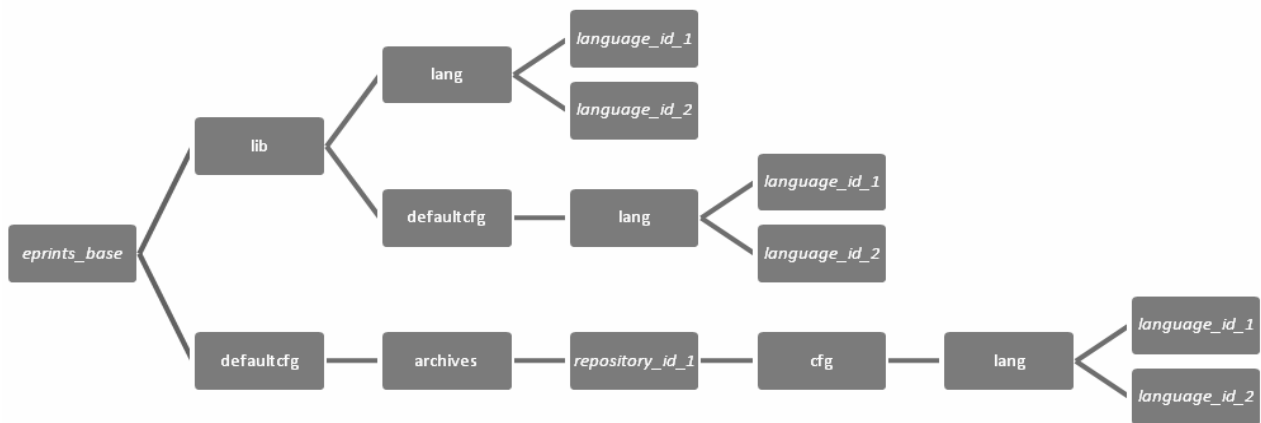 language_id_1
lang
language_id_2
lib
language_id_1
defaultcfg lang
language_id_2
eprints_base
language_id_1
defaultcfg archives repository_id_1 cfg lang
language_id_2